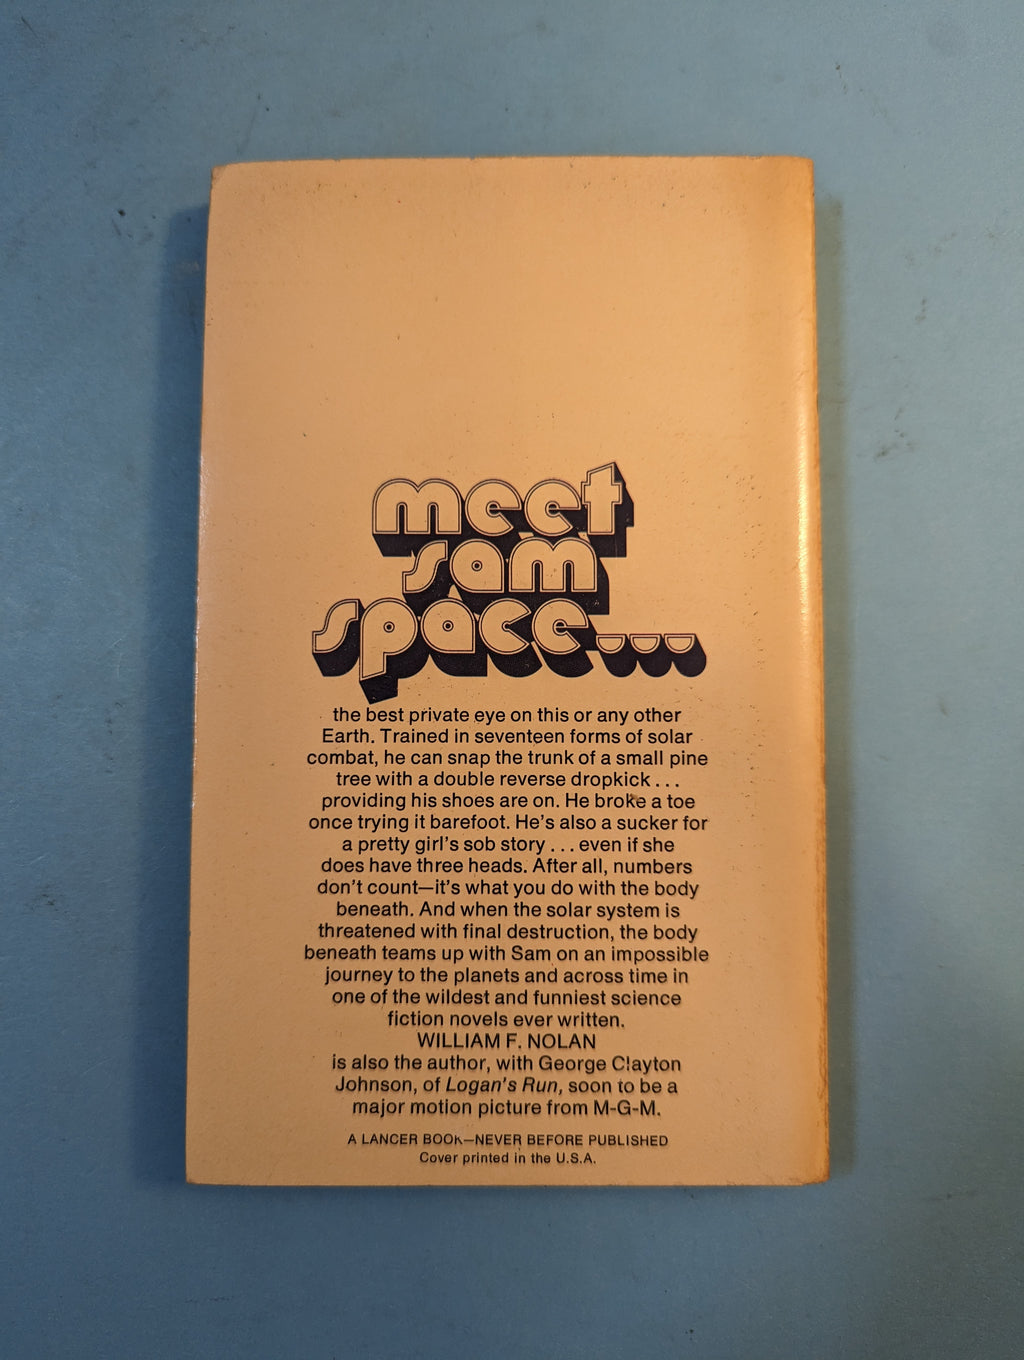 meet
sam
space...
the best private eye on this or any other
Earth. Trained in seventeen forms of solar
combat, he can snap the trunk of a small pine
tree with a double reverse dropkick . . .
providing his shoes are on. He broke a toe
once trying it barefoot. He's also a sucker for
a pretty girl's sob story . . . even if she
does have three heads. After all, numbers
don't count—it's what you do with the body
beneath. And when the solar system is
threatened with final destruction, the body
beneath teams up with Sam on an impossible
journey to the planets and across time in
one of the wildest and funniest science
fiction novels ever written.
WILLIAM F. NOLAN
is also the author, with George Clayton
Johnson, of Logan's Run, soon to be a
major motion picture from M-G-M.
A LANCER BOOK—NEVER BEFORE PUBLISHED
Cover printed in the U.S.A.